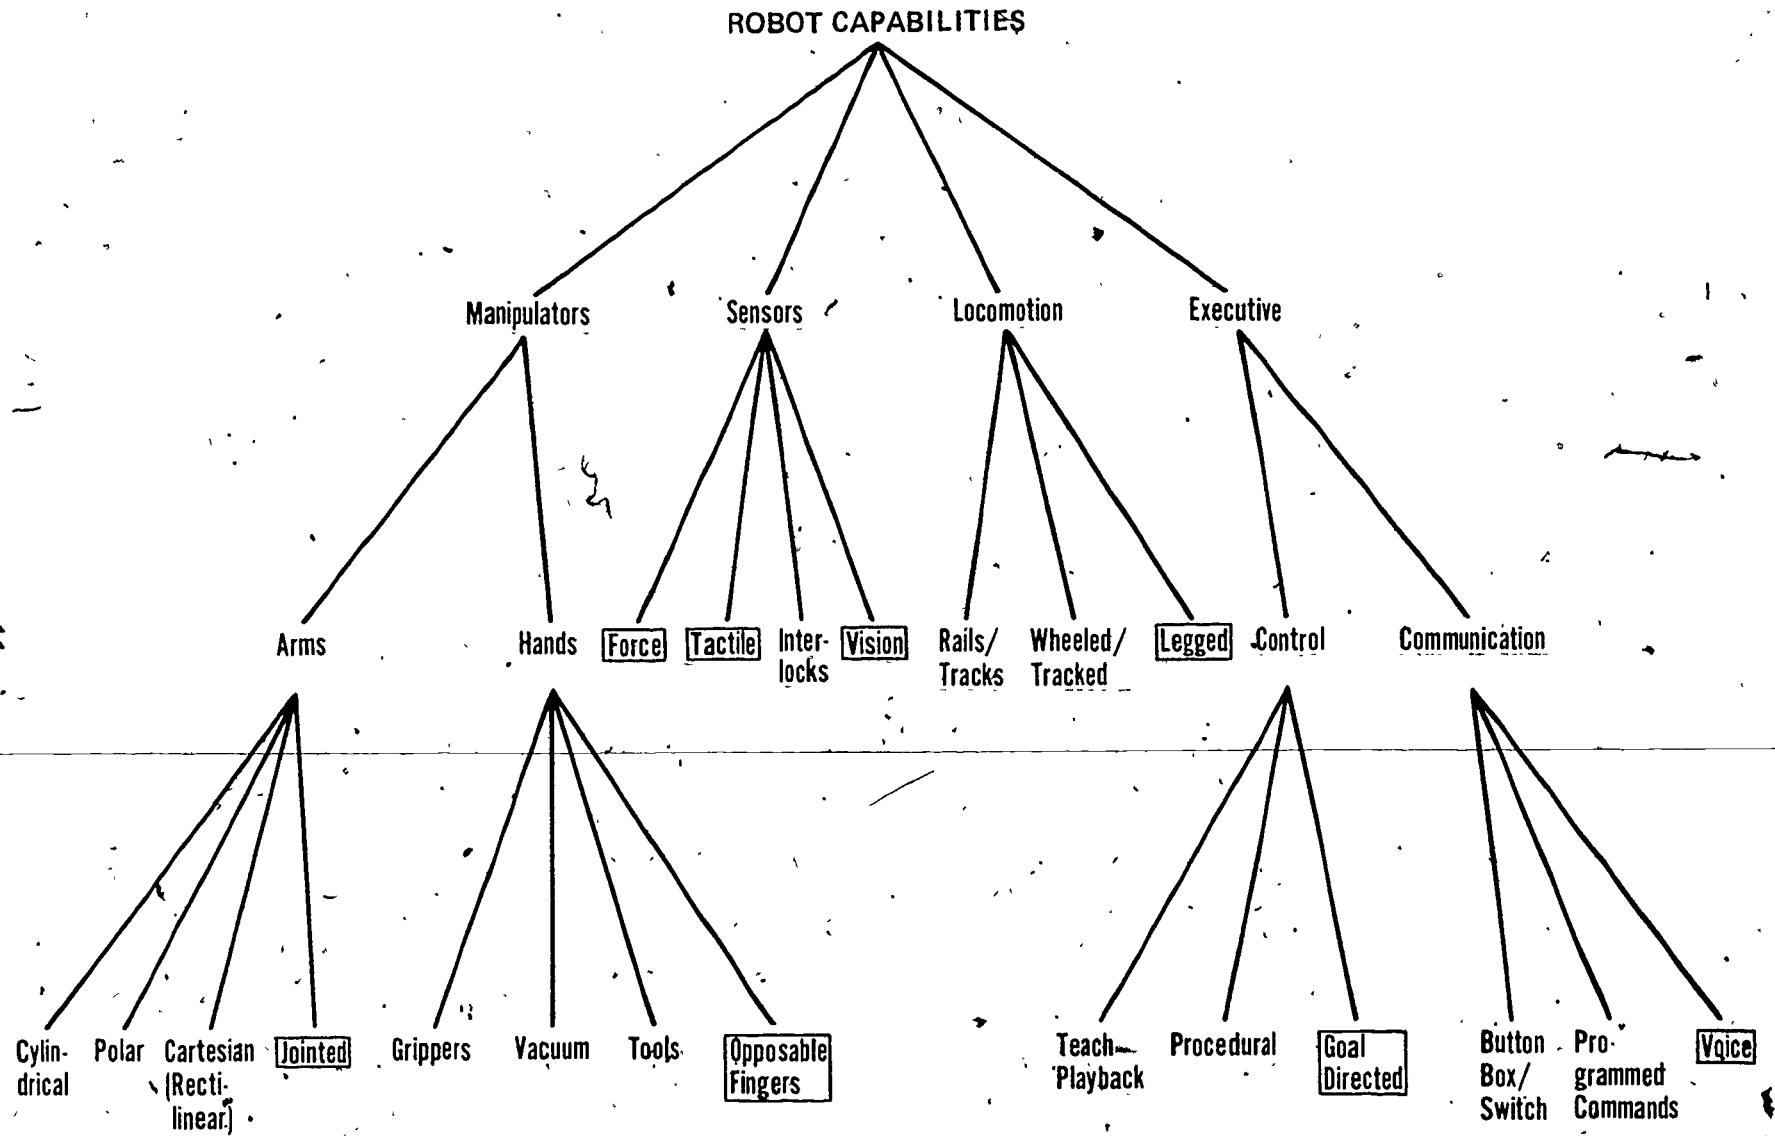 ROBOT CAPABILITIES
Manipulators
Sensors
Locomotion
Executive
Arms
Hands
Force
Tactile
Inter-
locks
Vision
Rails/
Tracks
Wheeled/
Tracked
Legged
Control
Communication
Cylin-
drical
Polar
Cartesian
(Recti-
linear)
Jointed
Grippers
Vacuum
Tools
Opposable
Fingers
Teach
Playback
Procedural
Goal
Directed
Button
Box/
Switch
Pro-
grammed
Commands
Voice